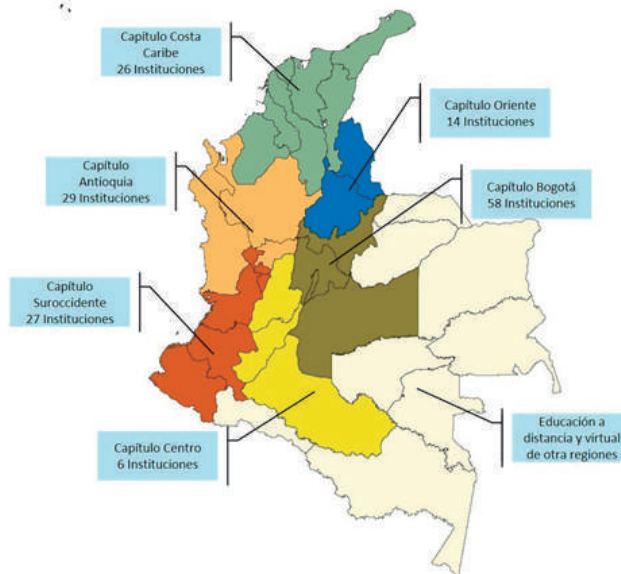 Capítulo Costa
Caribe
26 Instituciones
Capítulo Oriente
14 Instituciones
Capítulo
Antioquia
29 Instituciones
Capítulo Bogotá
58 Instituciones
Capítulo
Suroccidente
27 Instituciones
Capítulo Centro
6 Instituciones
Educación a
distancia y virtual
de otra regiones